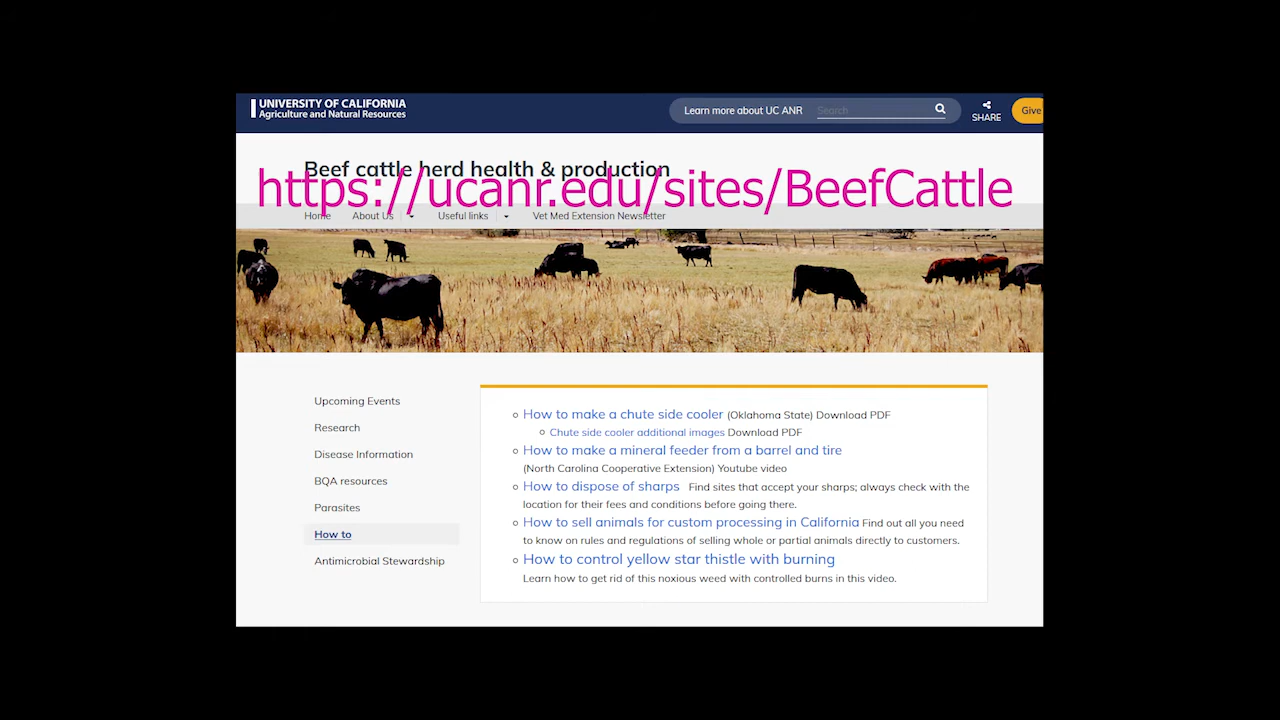 UNIVERSITY OF CALIFORNIA
Agriculture and Natural Resources
Learn more about UC ANR
Search
SHARE
Give
Beef cattle herd health & production
https://ucanr.edu/sites/BeefCattle
Home About Us Useful links Vet Med Extension Newsletter
Upcoming Events
Research
Disease Information
BQA resources
Parasites
How to
Antimicrobial Stewardship
How to make a chute side cooler (Oklahoma State) Download PDF
Chute side cooler additional images Download PDF
How to make a mineral feeder from a barrel and tire
(North Carolina Cooperative Extension) Youtube video
How to dispose of sharps Find sites that accept your sharps; always check with the
location for their fees and conditions before going there.
How to sell animals for custom processing in California Find out all you need
to know on rules and regulations of selling whole or partial animals directly to customers.
How to control yellow star thistle with burning
Learn how to get rid of this noxious weed with controlled burns in this video.